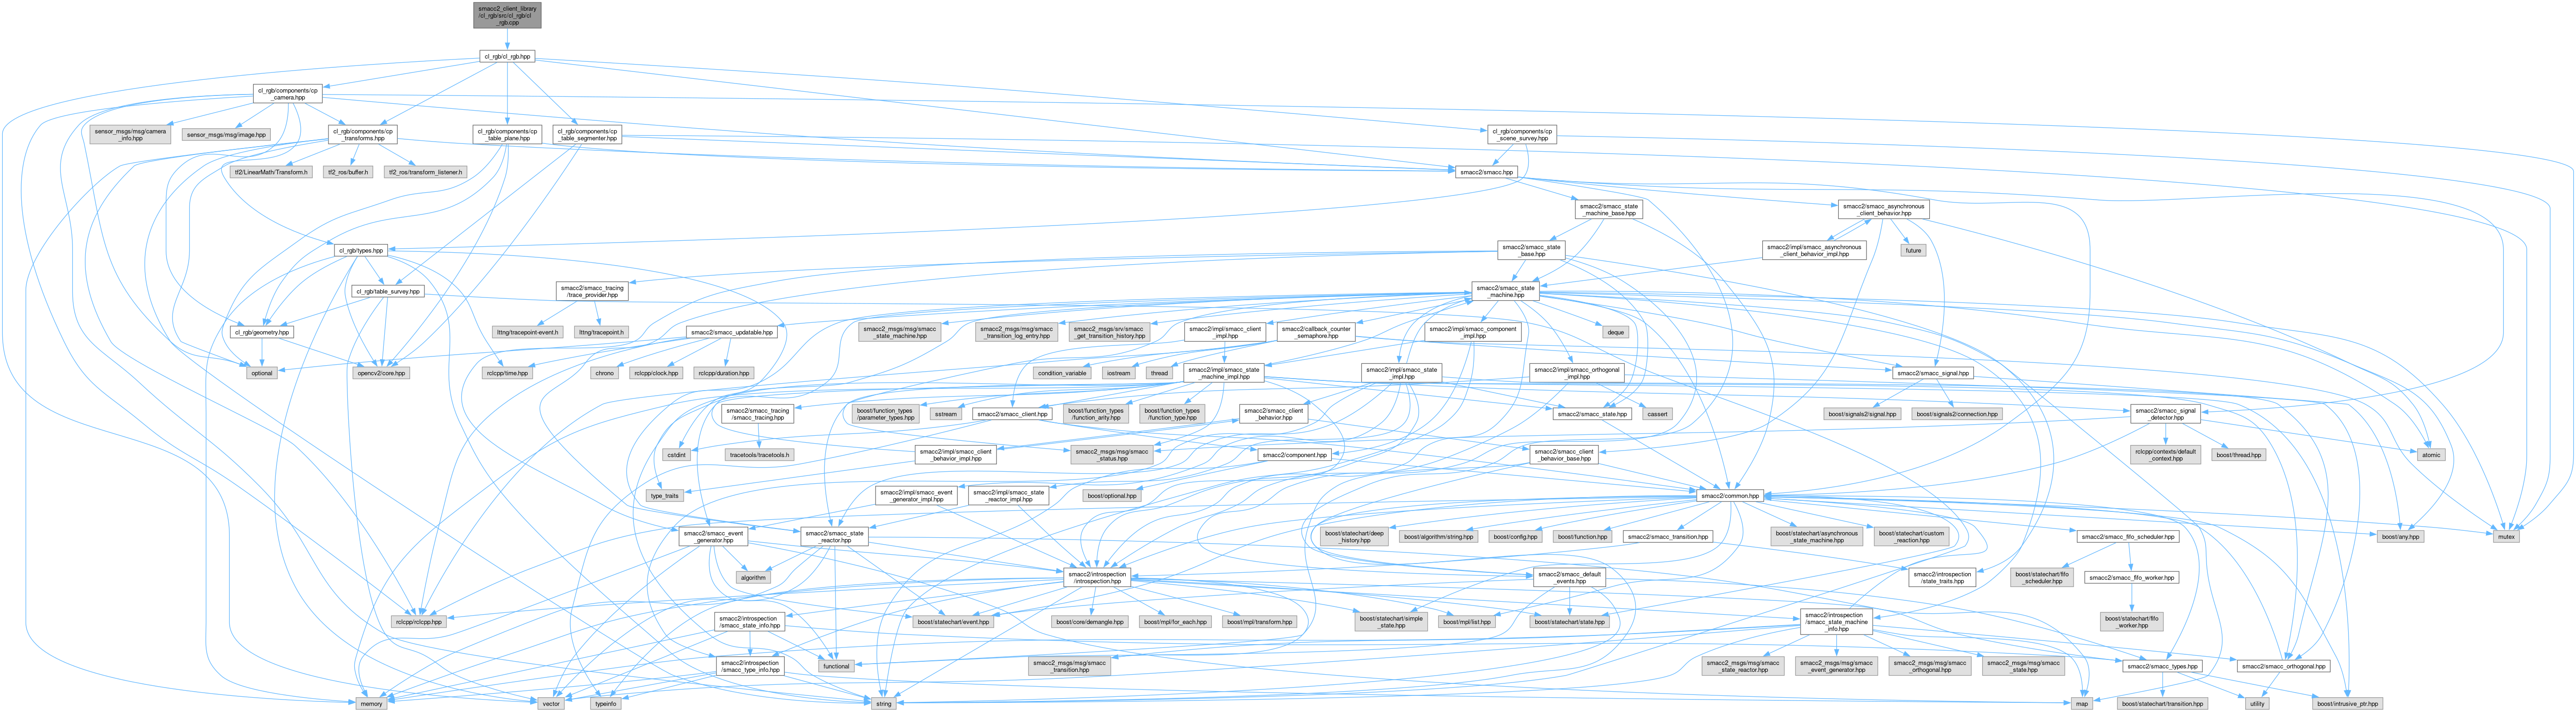 smacc2_client_library
/cl_rgb/src/cl_rgb/cl
_rgb.cpp
cl_rgb/cl_rgb.hpp
cl_rgb/components/cp
_camera.hpp
sensor_msgs/msg/camera
_info.hpp
sensor_msgs/msg/image.hpp
cl_rgb/components/cp
_transforms.hpp
cl_rgb/components/cp
_table_plane.hpp
cl_rgb/components/cp
_table_segmenter.hpp
cl_rgb/components/cp
_scene_survey.hpp
tf2/LinearMath/Transform.h
tf2_ros/buffer.h
tf2_ros/transform_listener.h
smacc2/smacc.hpp
smacc2/smacc_state
_machine_base.hpp
smacc2/smacc_asynchronous
_client_behavior.hpp
cl_rgb/types.hpp
smacc2/smacc_state
_base.hpp
smacc2/impl/smacc_asynchronous
_client_behavior_impl.hpp
future
cl_rgb/table_survey.hpp
smacc2/smacc_tracing
/trace_provider.hpp
smacc2/smacc_state
_machine.hpp
cl_rgb/geometry.hpp
lttng/tracepoint-event.h
lttng/tracepoint.h
smacc2/smacc_updatable.hpp
smacc2_msgs/msg/smacc
_state_machine.hpp
smacc2_msgs/msg/smacc
_transition_log_entry.hpp
smacc2_msgs/srv/smacc
_get_transition_history.hpp
smacc2/impl/smacc_client
_impl.hpp
smacc2/callback_counter
_semaphore.hpp
smacc2/impl/smacc_component
_impl.hpp
deque
optional
opencv2/core.hpp
rclcpp/time.hpp
chrono
rclcpp/clock.hpp
rclcpp/duration.hpp
condition_variable
iostream
thread
smacc2/impl/smacc_state
_machine_impl.hpp
smacc2/impl/smacc_state
_impl.hpp
smacc2/impl/smacc_orthogonal
_impl.hpp
smacc2/smacc_signal.hpp
smacc2/smacc_tracing
/smacc_tracing.hpp
boost/function_types
/parameter_types.hpp
sstream
smacc2/smacc_client.hpp
boost/function_types
/function_arity.hpp
boost/function_types
/function_type.hpp
smacc2/smacc_client
_behavior.hpp
smacc2/smacc_state.hpp
cassert
boost/signals2/signal.hpp
boost/signals2/connection.hpp
smacc2/smacc_signal
_detector.hpp
cstdint
tracetools/tracetools.h
smacc2/impl/smacc_client
_behavior_impl.hpp
smacc2_msgs/msg/smacc
_status.hpp
smacc2/component.hpp
smacc2/smacc_client
_behavior_base.hpp
rclcpp/contexts/default
_context.hpp
boost/thread.hpp
atomic
type_traits
smacc2/impl/smacc_event
_generator_impl.hpp
smacc2/impl/smacc_state
_reactor_impl.hpp
boost/optional.hpp
smacc2/common.hpp
smacc2/smacc_event
_generator.hpp
smacc2/smacc_state
_reactor.hpp
boost/statechart/deep
_history.hpp
boost/algorithm/string.hpp
boost/config.hpp
boost/function.hpp
smacc2/smacc_transition.hpp
boost/statechart/asynchronous
_state_machine.hpp
boost/statechart/custom
_reaction.hpp
smacc2/smacc_fifo_scheduler.hpp
boost/any.hpp
mutex
algorithm
smacc2/introspection
/introspection.hpp
smacc2/smacc_default
_events.hpp
smacc2/introspection
/state_traits.hpp
boost/statechart/fifo
_scheduler.hpp
smacc2/smacc_fifo_worker.hpp
rclcpp/rclcpp.hpp
smacc2/introspection
/smacc_state_info.hpp
boost/statechart/event.hpp
boost/core/demangle.hpp
boost/mpl/for_each.hpp
boost/mpl/transform.hpp
boost/statechart/simple
_state.hpp
boost/mpl/list.hpp
boost/statechart/state.hpp
smacc2/introspection
/smacc_state_machine
_info.hpp
boost/statechart/fifo
_worker.hpp
smacc2/introspection
/smacc_type_info.hpp
functional
smacc2_msgs/msg/smacc
_transition.hpp
smacc2_msgs/msg/smacc
_state_reactor.hpp
smacc2_msgs/msg/smacc
_event_generator.hpp
smacc2_msgs/msg/smacc
_orthogonal.hpp
smacc2_msgs/msg/smacc
_state.hpp
smacc2/smacc_types.hpp
smacc2/smacc_orthogonal.hpp
memory
vector
typeinfo
string
map
boost/statechart/transition.hpp
utility
boost/intrusive_ptr.hpp